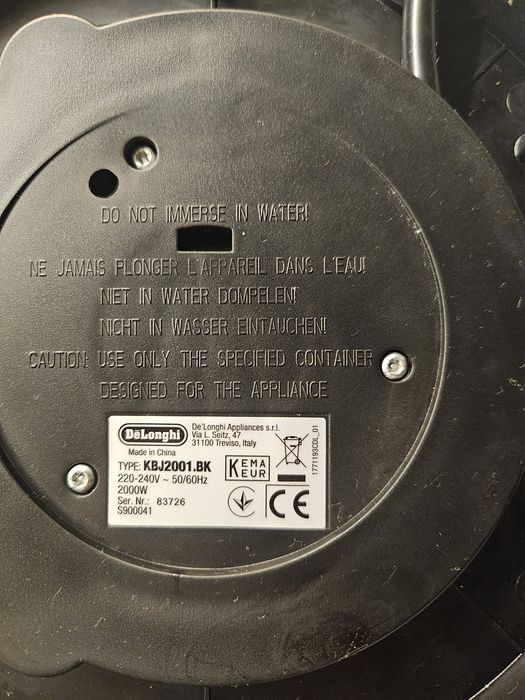 DO NOT IMMERSE IN WATER!
NE JAMAIS PLONGER L'APPAREIL DANS L'EAU!
NIET IN WATER DOMPELEN!
NICHT IN WASSER EINTAUCHEN!
CAUTION: USE ONLY THE SPECIFIED CONTAINER
DESIGNED FOR THE APPLIANCE
DeLonghi
De'Longhi Appliances s.r.l.
Via L. Seitz, 47
31100 Treviso, Italy
Made in China
TYPE: KBJ2001.BK
220-240V ~ 50/60Hz
2000W
Ser. Nr.: 83726
S900041
KEMA
KEUR
CE
1771193CDL_01